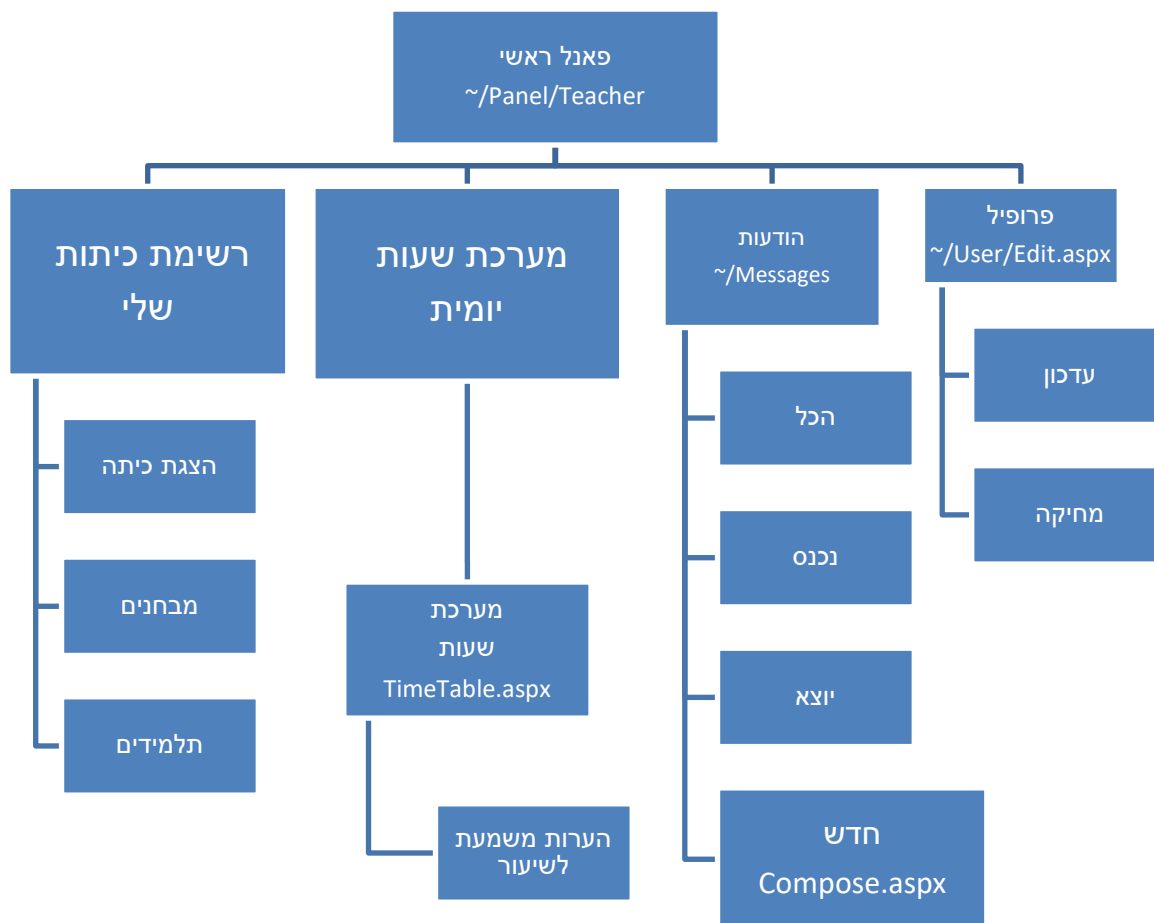 פאנל ראשי
~/Panel/Teacher
פרופיל
~/User/Edit.aspx
עדכון
מחיקה
הודעות
~/Messages
הכל
נכנס
יוצא
חדש
Compose.aspx
מערכת שעות
יומית
מערכת
שעות
TimeTable.aspx
הערות משמעת
לשיעור
רשימת כיתות
שלי
הצגת כיתה
מבחנים
תלמידים